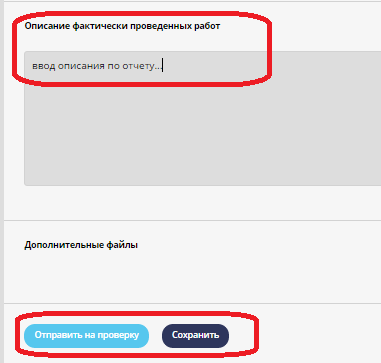 Описание фактически проведенных работ
ввод описания по отчету...
Дополнительные файлы
Отправить на проверку Сохранить